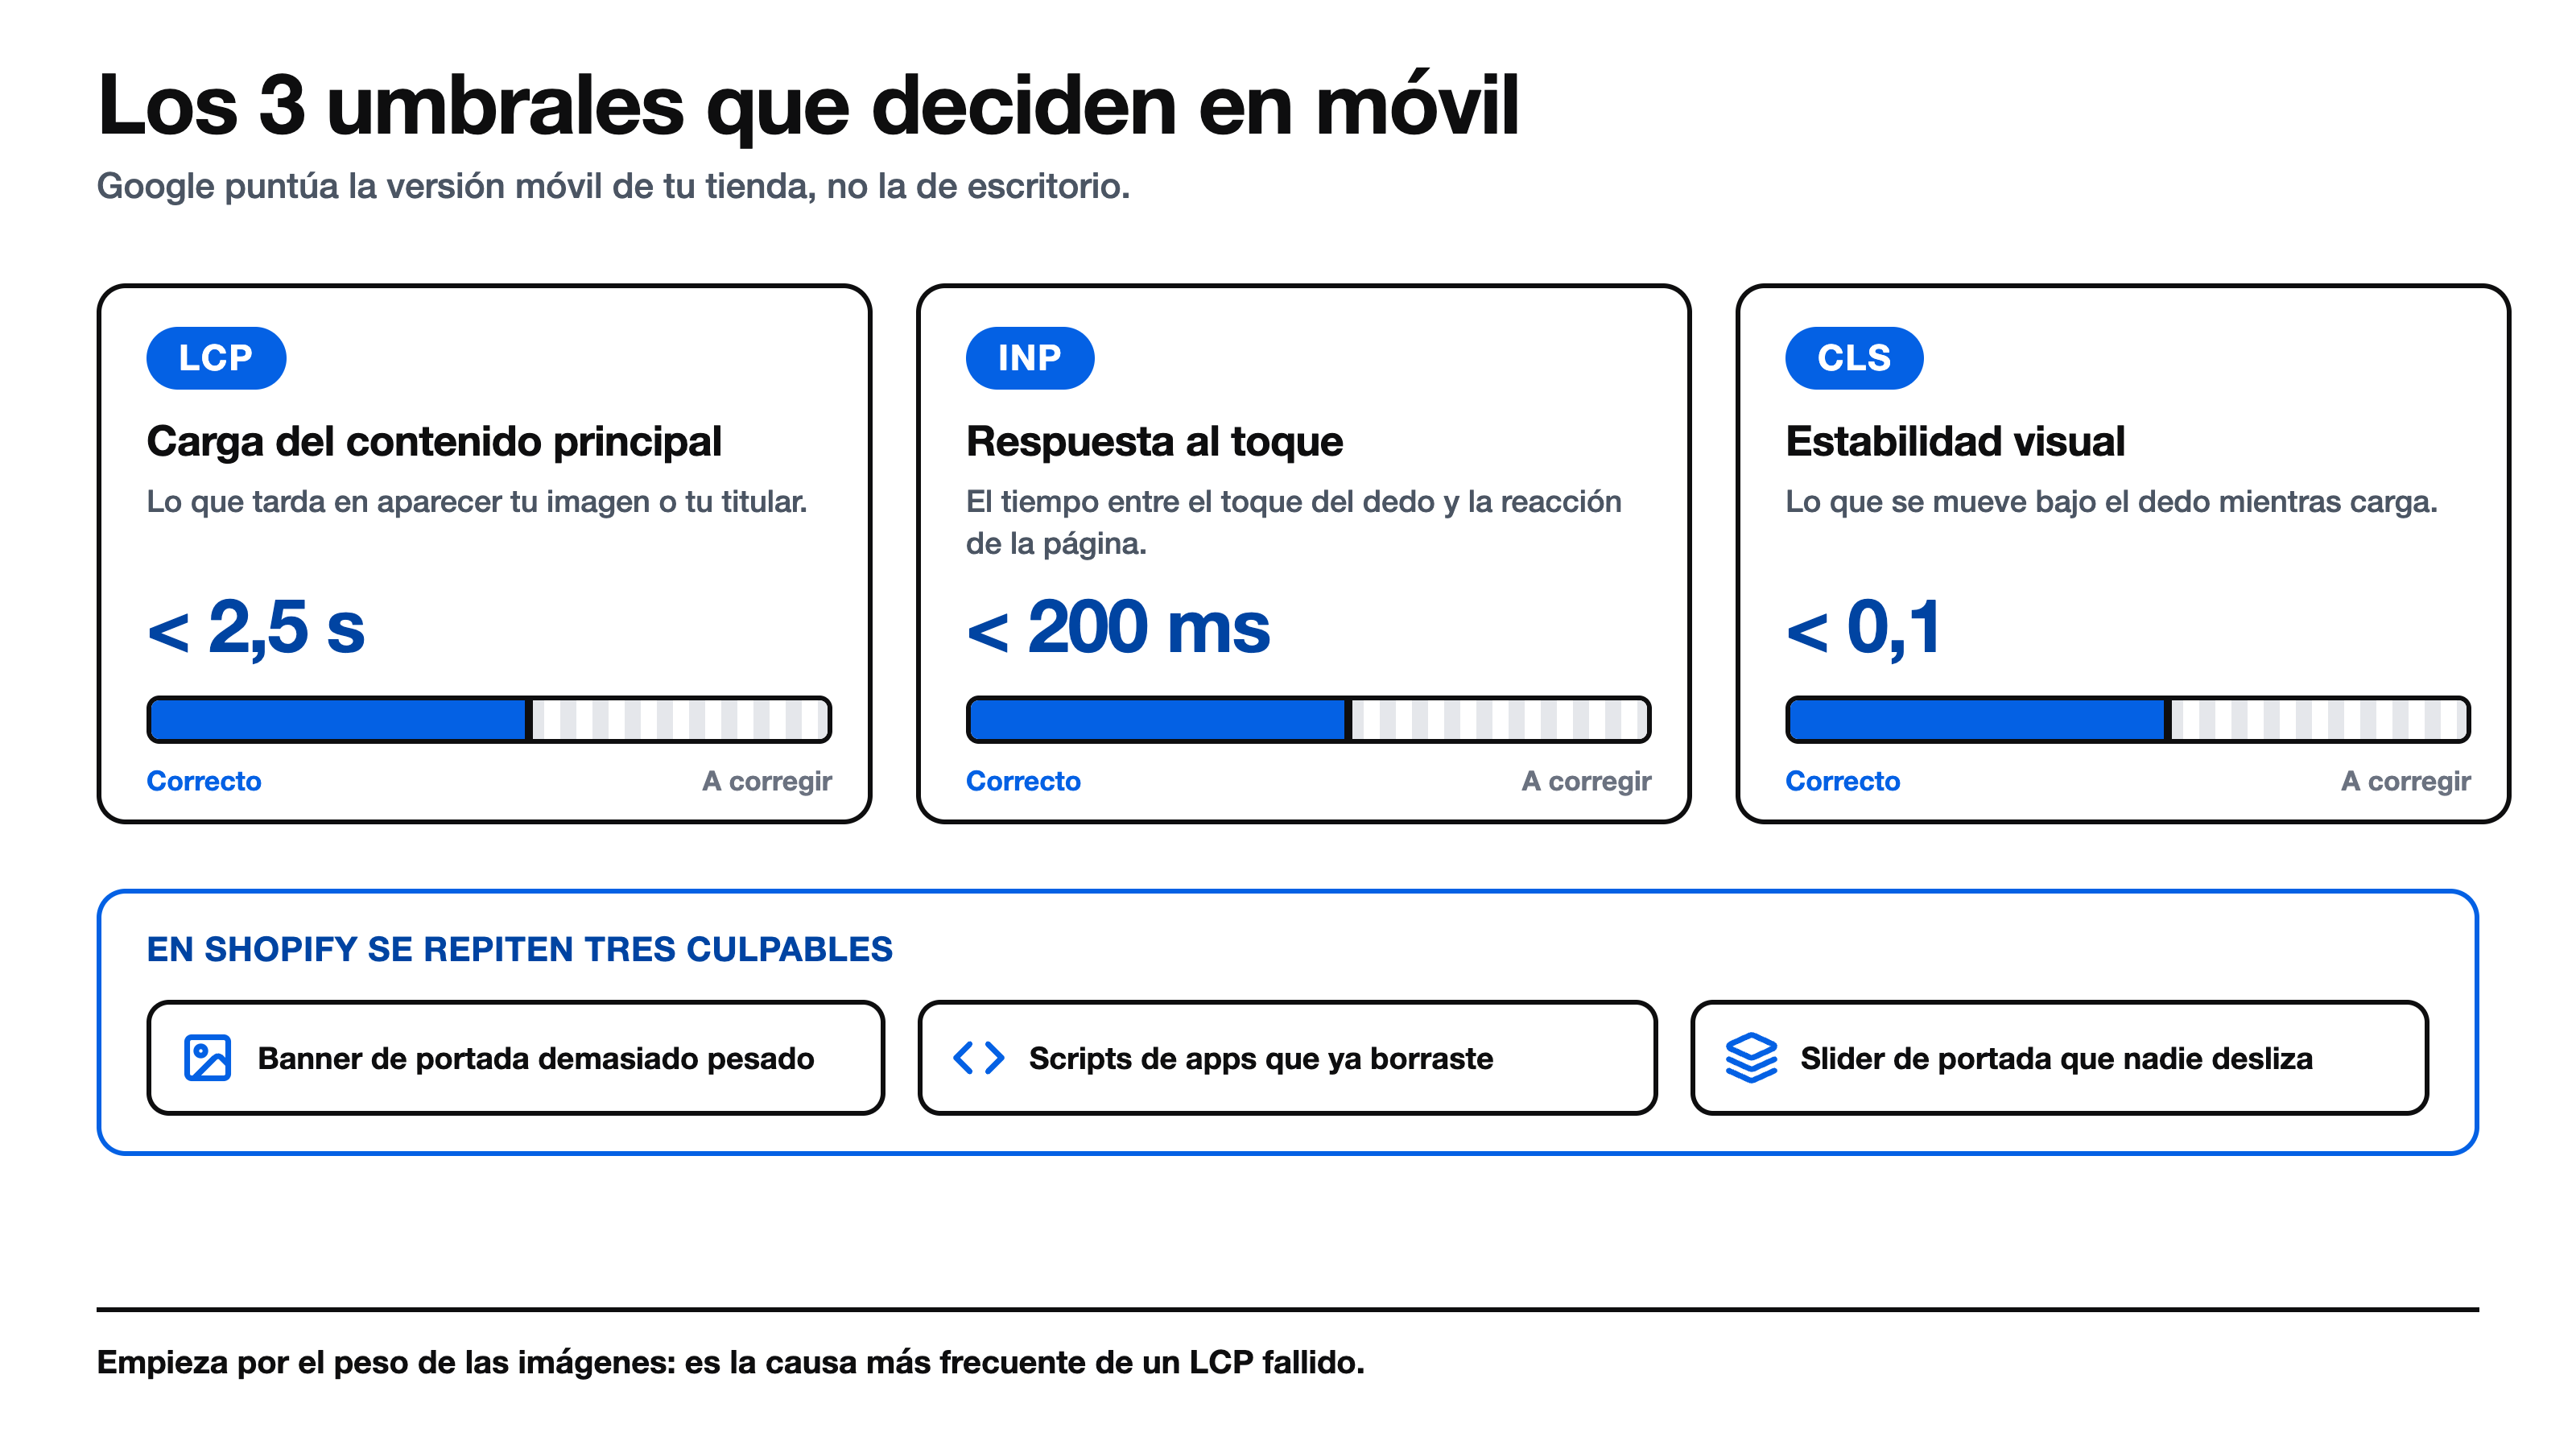 Los 3 umbrales que deciden en móvil
Google puntúa la versión móvil de tu tienda, no la de escritorio.
LCP
Carga del contenido principal
Lo que tarda en aparecer tu imagen o tu titular.
< 2,5 s
Correcto
A corregir
INP
Respuesta al toque
El tiempo entre el toque del dedo y la reacción
de la página.
< 200 ms
Correcto
A corregir
CLS
Estabilidad visual
Lo que se mueve bajo el dedo mientras carga.
< 0,1
Correcto
A corregir
EN SHOPIFY SE REPITEN TRES CULPABLES
Banner de portada demasiado pesado
Scripts de apps que ya borraste
Slider de portada que nadie desliza
Empieza por el peso de las imágenes: es la causa más frecuente de un LCP fallido.